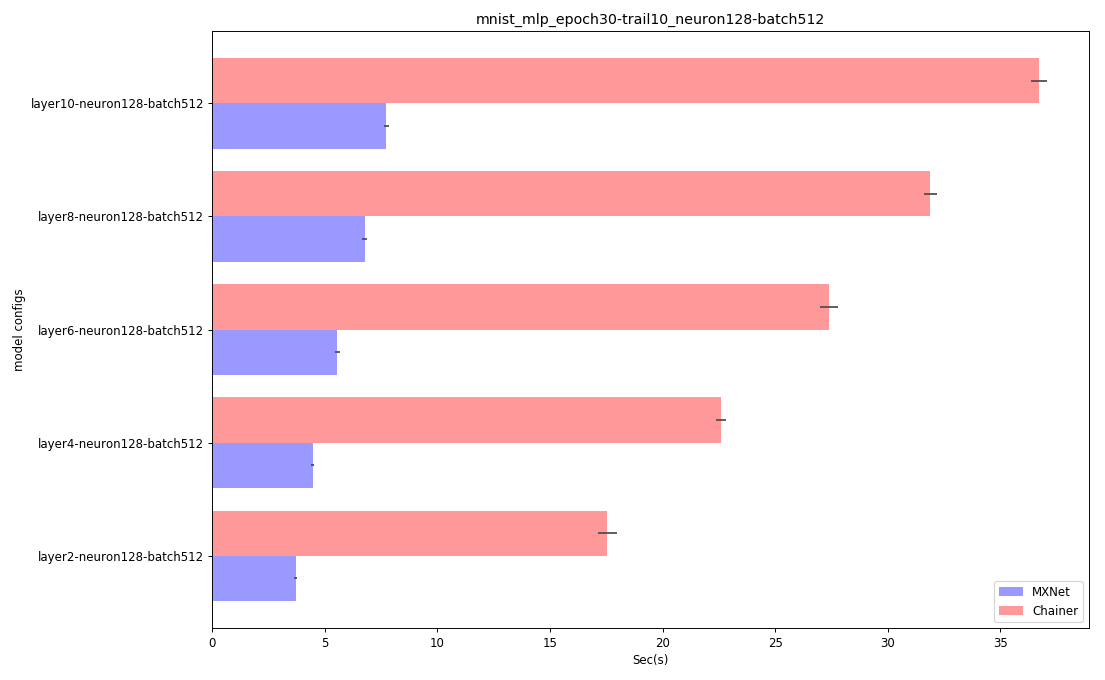 mnist_mlp_epoch30-trail10_neuron128-batch512
model configs
layer10-neuron128-batch512
layer8-neuron128-batch512
layer6-neuron128-batch512
layer4-neuron128-batch512
layer2-neuron128-batch512
MXNet
Chainer
0 5 10 15 20 25 30 35
Sec(s)